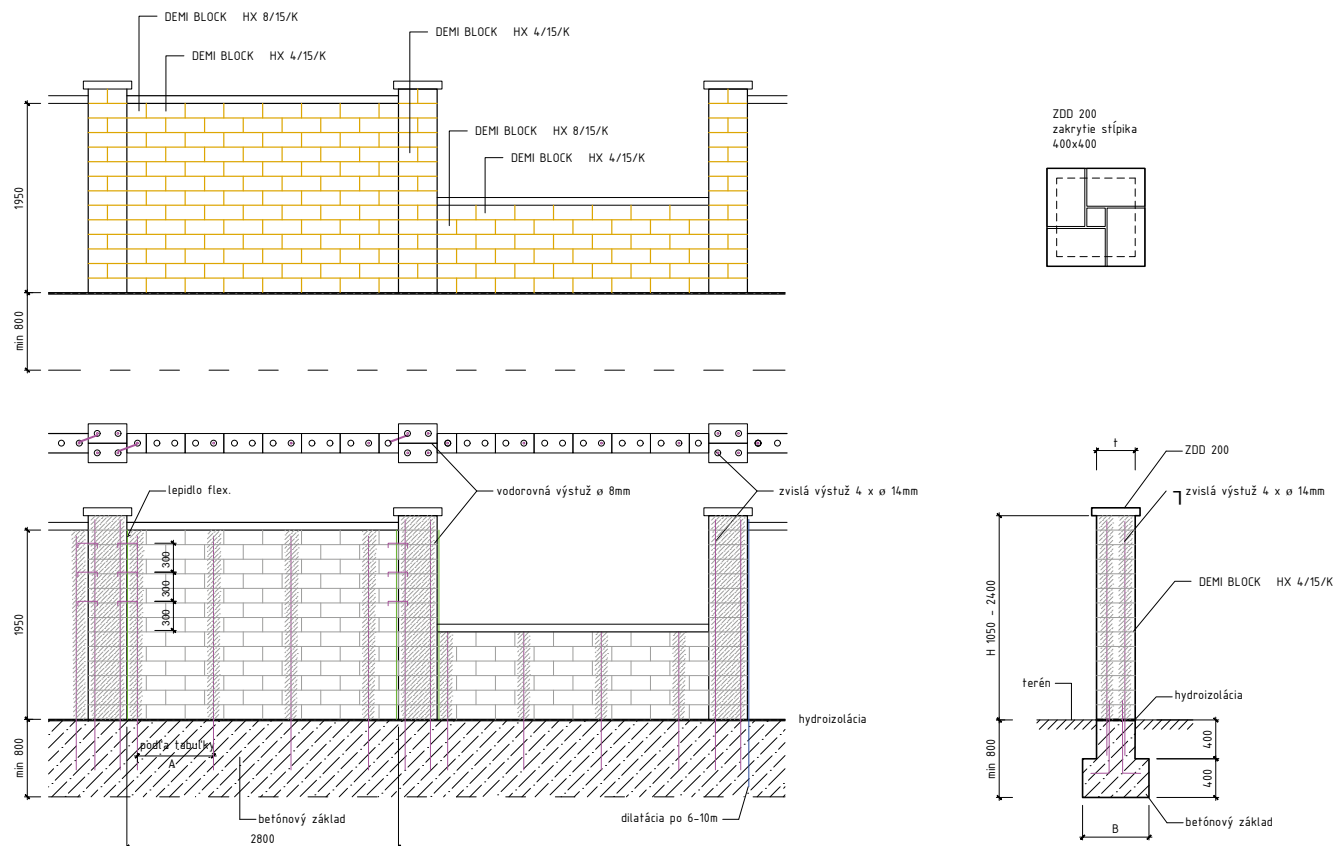 DEMI BLOCK HX 8/15/K
DEMI BLOCK HX 4/15/K
DEMI BLOCK HX 4/15/K
DEMI BLOCK HX 8/15/K
DEMI BLOCK HX 4/15/K
1950
min 800
ZDD 200
zakrytie stĺpika
400x400
lepidlo flex.
vodorovná výstuž ø 8mm
zvislá výstuž 4 x ø 14mm
300
300
300
1950
min 800
podľa tabuľky
A
betónový základ
2800
dilatácia po 6-10m
hydroizolácia
t
ZDD 200
zvislá výstuž 4 x ø 14mm
DEMI BLOCK HX 4/15/K
H 1050 - 2400
terén
hydroizolácia
min 800
400
400
B
betónový základ